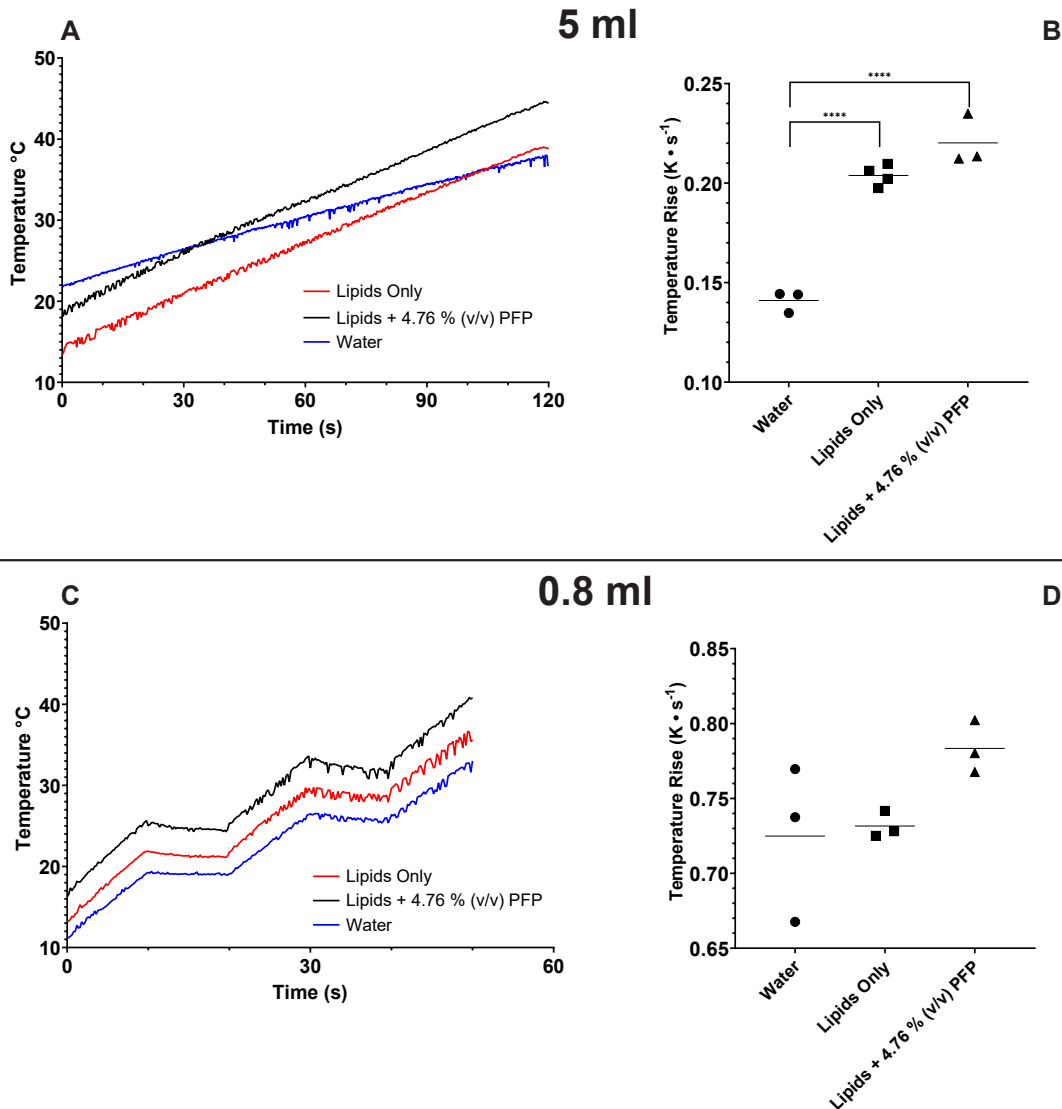 5 ml
A
50
40
30
20
10
Temperature °C
0
30
60
90
120
Time (s)
Lipids Only
Lipids + 4.76 % (v/v) PFP
Water
B
0.25
0.20
0.15
0.10
Temperature Rise (K • s⁻¹)
****
****
Water
Lipids Only
Lipids + 4.76 % (v/v) PFP
0.8 ml
C
50
40
30
20
10
Temperature °C
0
30
60
Time (s)
Lipids Only
Lipids + 4.76 % (v/v) PFP
Water
D
0.85
0.80
0.75
0.70
0.65
Temperature Rise (K • s⁻¹)
Water
Lipids Only
Lipids + 4.76 % (v/v) PFP